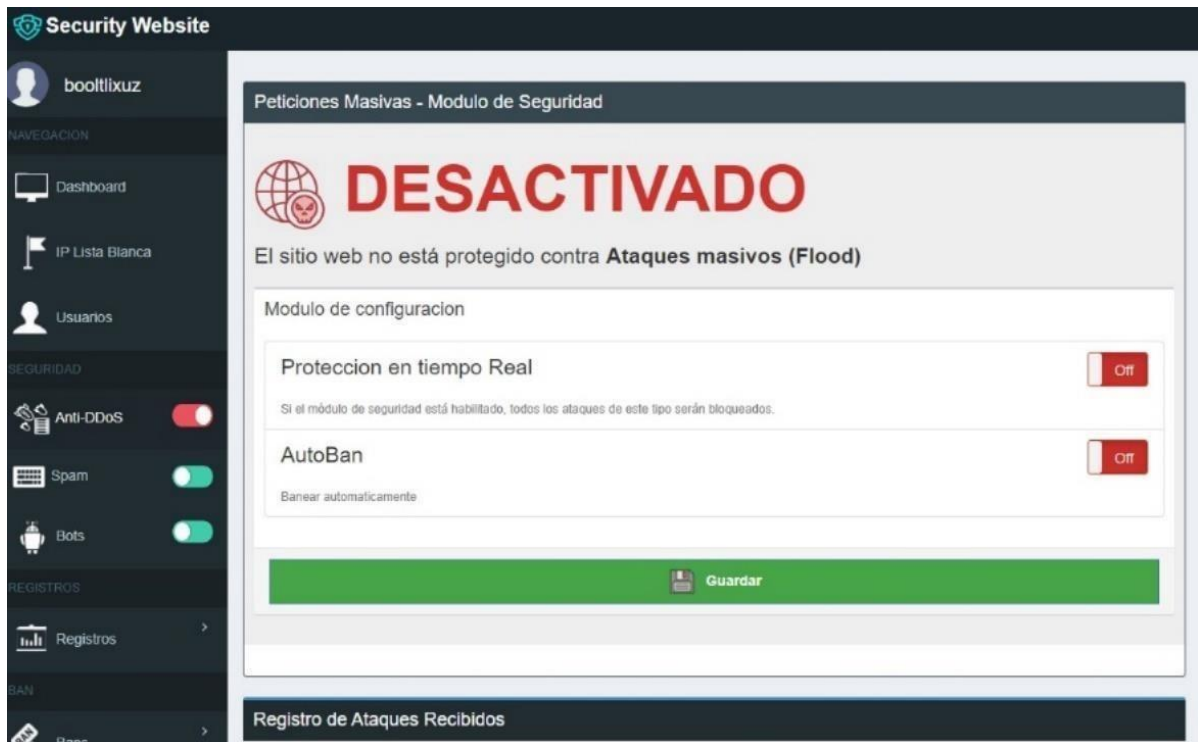 Security Website
booltlixuz
NAVEGACION
Dashboard
IP Lista Blanca
Usuarios
SEGURIDAD
Anti-DDoS
Spam
Bots
REGISTROS
Registros
BAN
Bans
Peticiones Masivas - Modulo de Seguridad
DESACTIVADO
El sitio web no está protegido contra Ataques masivos (Flood)
Modulo de configuracion
Proteccion en tiempo Real
Off
Si el módulo de seguridad está habilitado, todos los ataques de este tipo serán bloqueados.
AutoBan
Off
Banear automaticamente
Guardar
Registro de Ataques Recibidos